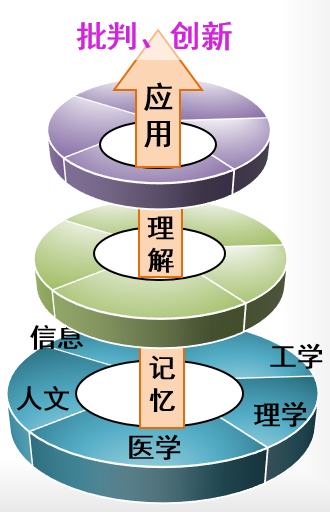 批判、创新
应用
理解
信息
工学
记忆
人文
理学
医学